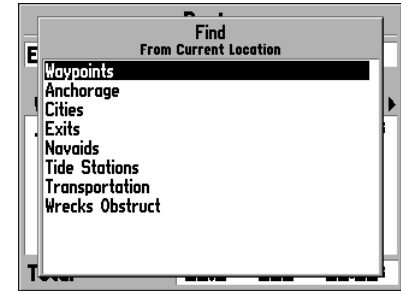 Find
From Current Location
Waypoints
Anchorage
Cities
Exits
Navaids
Tide Stations
Transportation
Wrecks Obstruct